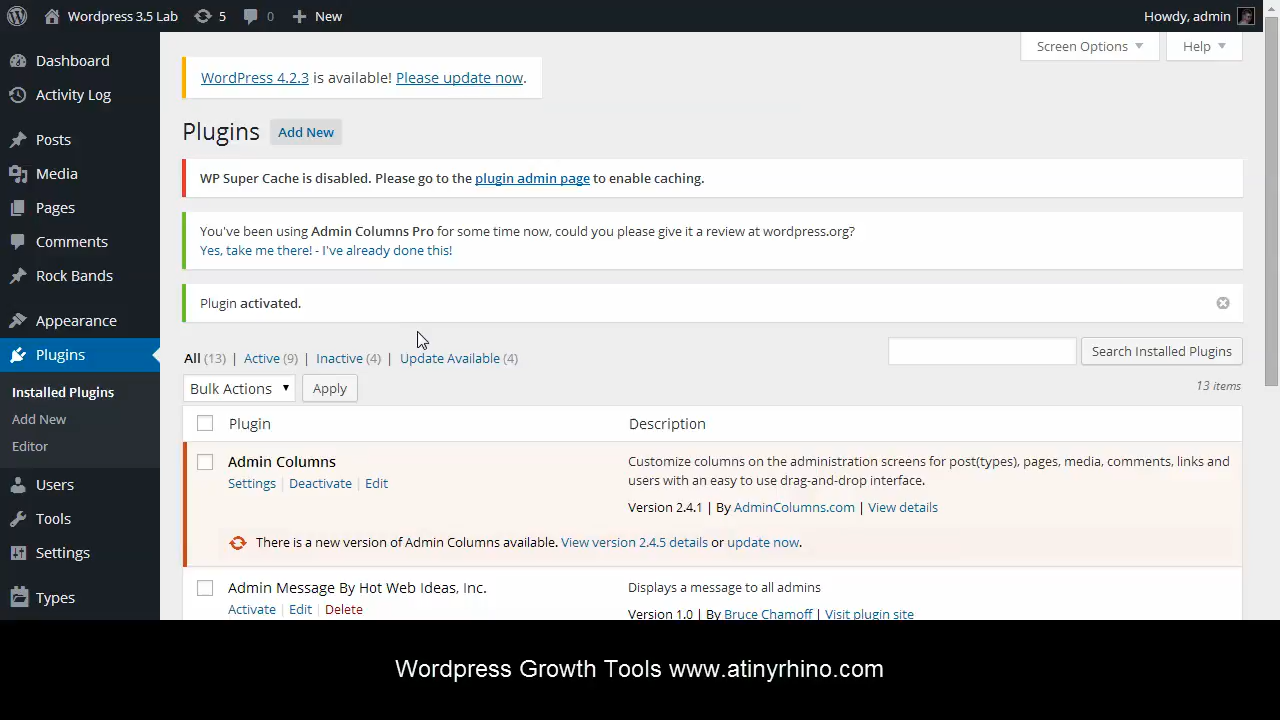 Wordpress 3.5 Lab 5 0 New Howdy, admin
Screen Options Help
Dashboard
Activity Log
Posts
Media
Pages
Comments
Rock Bands
Appearance
Plugins
Installed Plugins
Add New
Editor
Users
Tools
Settings
Types
WordPress 4.2.3 is available! Please update now.
Plugins Add New
WP Super Cache is disabled. Please go to the plugin admin page to enable caching.
You've been using Admin Columns Pro for some time now, could you please give it a review at wordpress.org?
Yes, take me there! - I've already done this!
Plugin activated.
All (13) | Active (9) | Inactive (4) | Update Available (4)
Search Installed Plugins
Bulk Actions Apply
13 items
Plugin Description
Admin Columns
Settings | Deactivate | Edit
Customize columns on the administration screens for post(types), pages, media, comments, links and
users with an easy to use drag-and-drop interface.
Version 2.4.1 | By AdminColumns.com | View details
There is a new version of Admin Columns available. View version 2.4.5 details or update now.
Admin Message By Hot Web Ideas, Inc.
Activate | Edit | Delete
Displays a message to all admins
Version 1.0 | By Bruce Chamoff | Visit plugin site
Wordpress Growth Tools www.atinyrhino.com